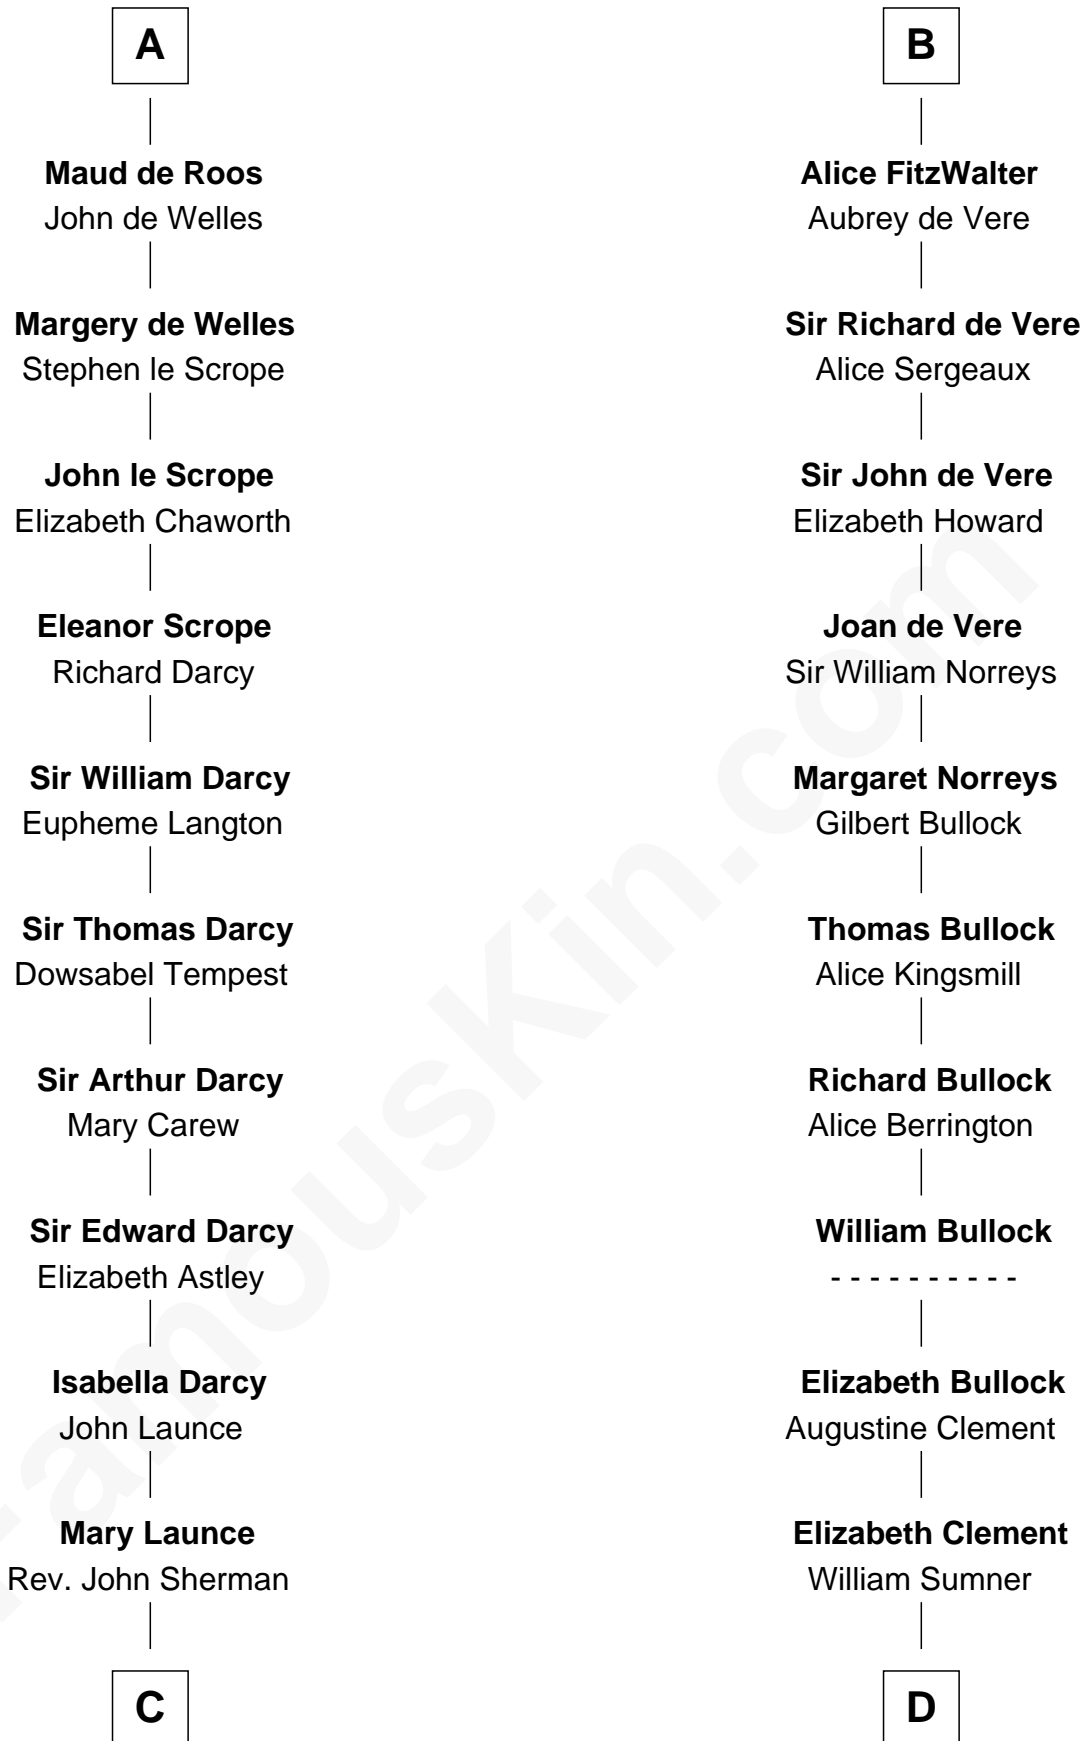 A
Maud de Roos
John de Welles
Margery de Welles
Stephen le Scrope
John le Scrope
Elizabeth Chaworth
Eleanor Scrope
Richard Darcy
Sir William Darcy
Eupheme Langton
Sir Thomas Darcy
Dowsabel Tempest
Sir Arthur Darcy
Mary Carew
Sir Edward Darcy
Elizabeth Astley
Isabella Darcy
John Launce
Mary Launce
Rev. John Sherman
C
B
Alice FitzWalter
Aubrey de Vere
Sir Richard de Vere
Alice Sergeaux
Sir John de Vere
Elizabeth Howard
Joan de Vere
Sir William Norreys
Margaret Norreys
Gilbert Bullock
Thomas Bullock
Alice Kingsmill
Richard Bullock
Alice Berrington
William Bullock
- - - - - - - - - -
Elizabeth Bullock
Augustine Clement
Elizabeth Clement
William Sumner
D
FamousKin.com